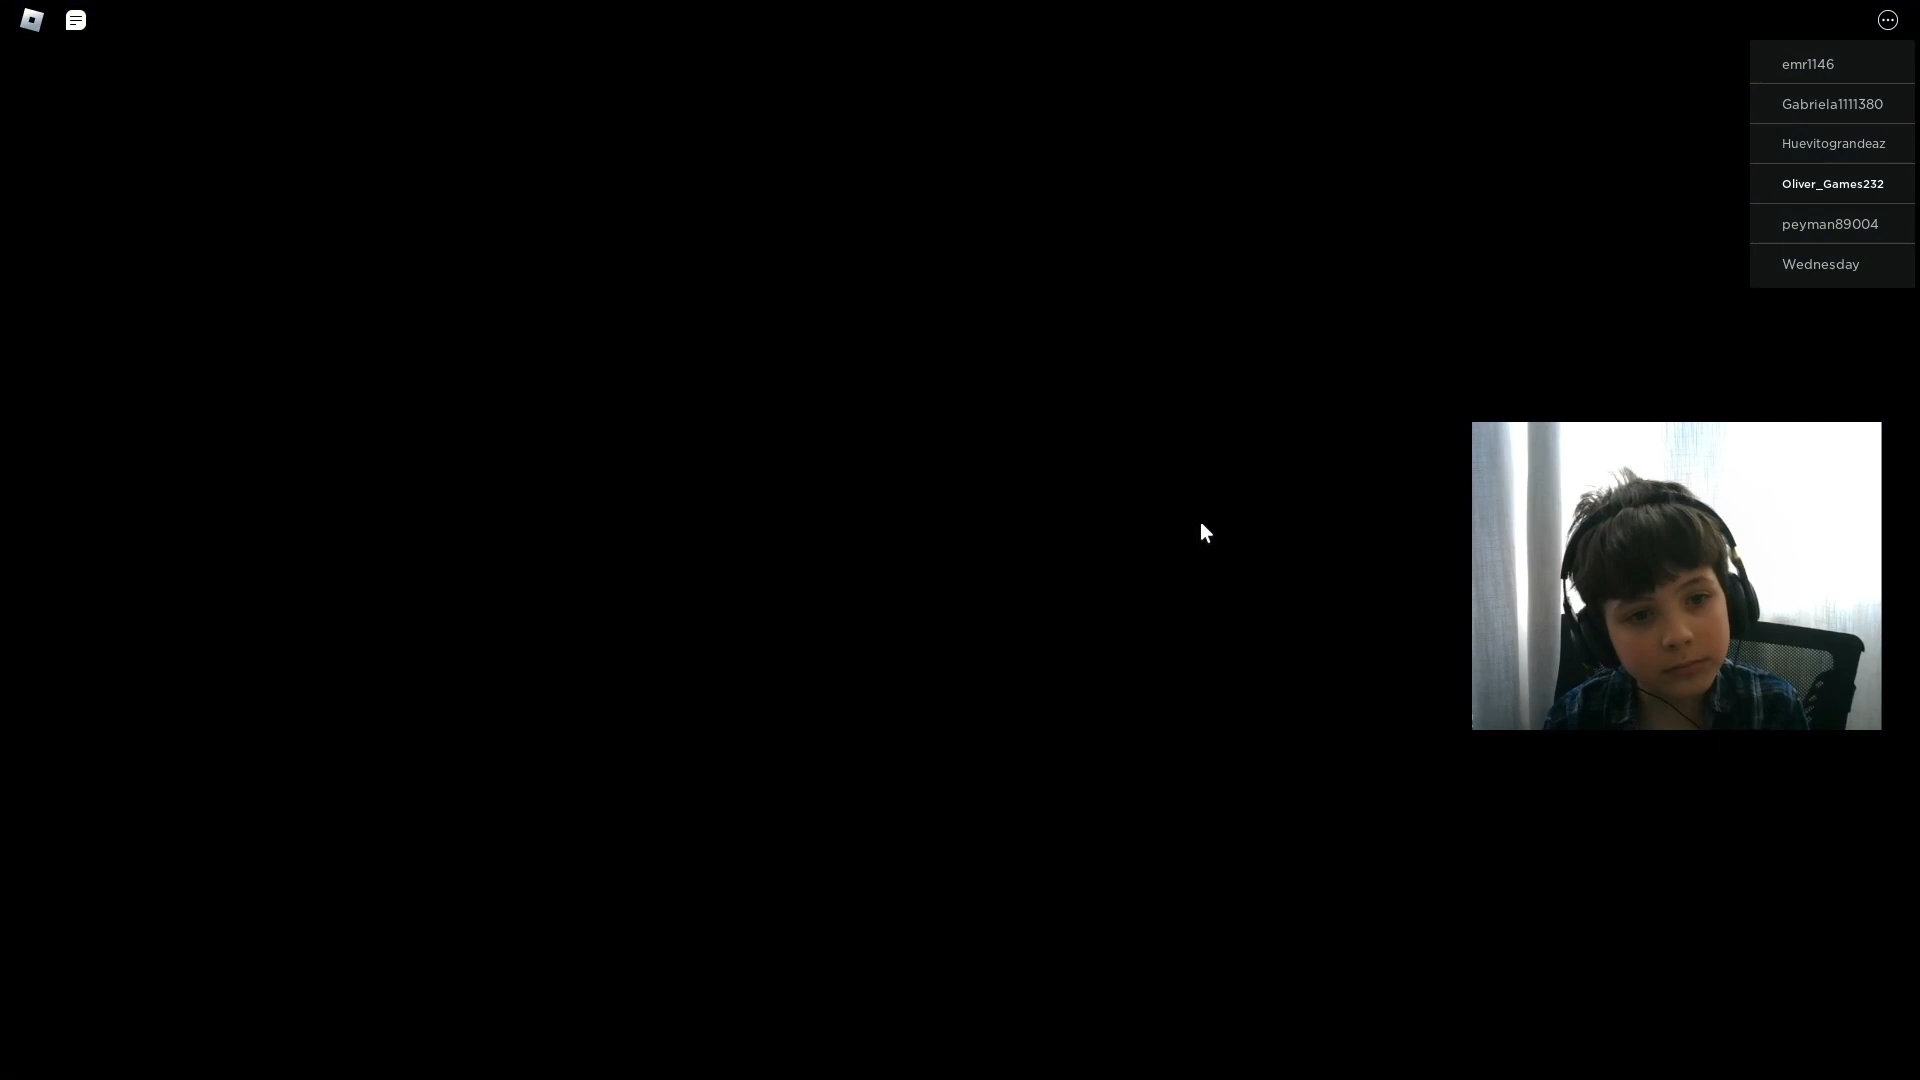 emr1146
Gabriela1111380
Huevitograndeaz
Oliver_Games232
peyman89004
Wednesday